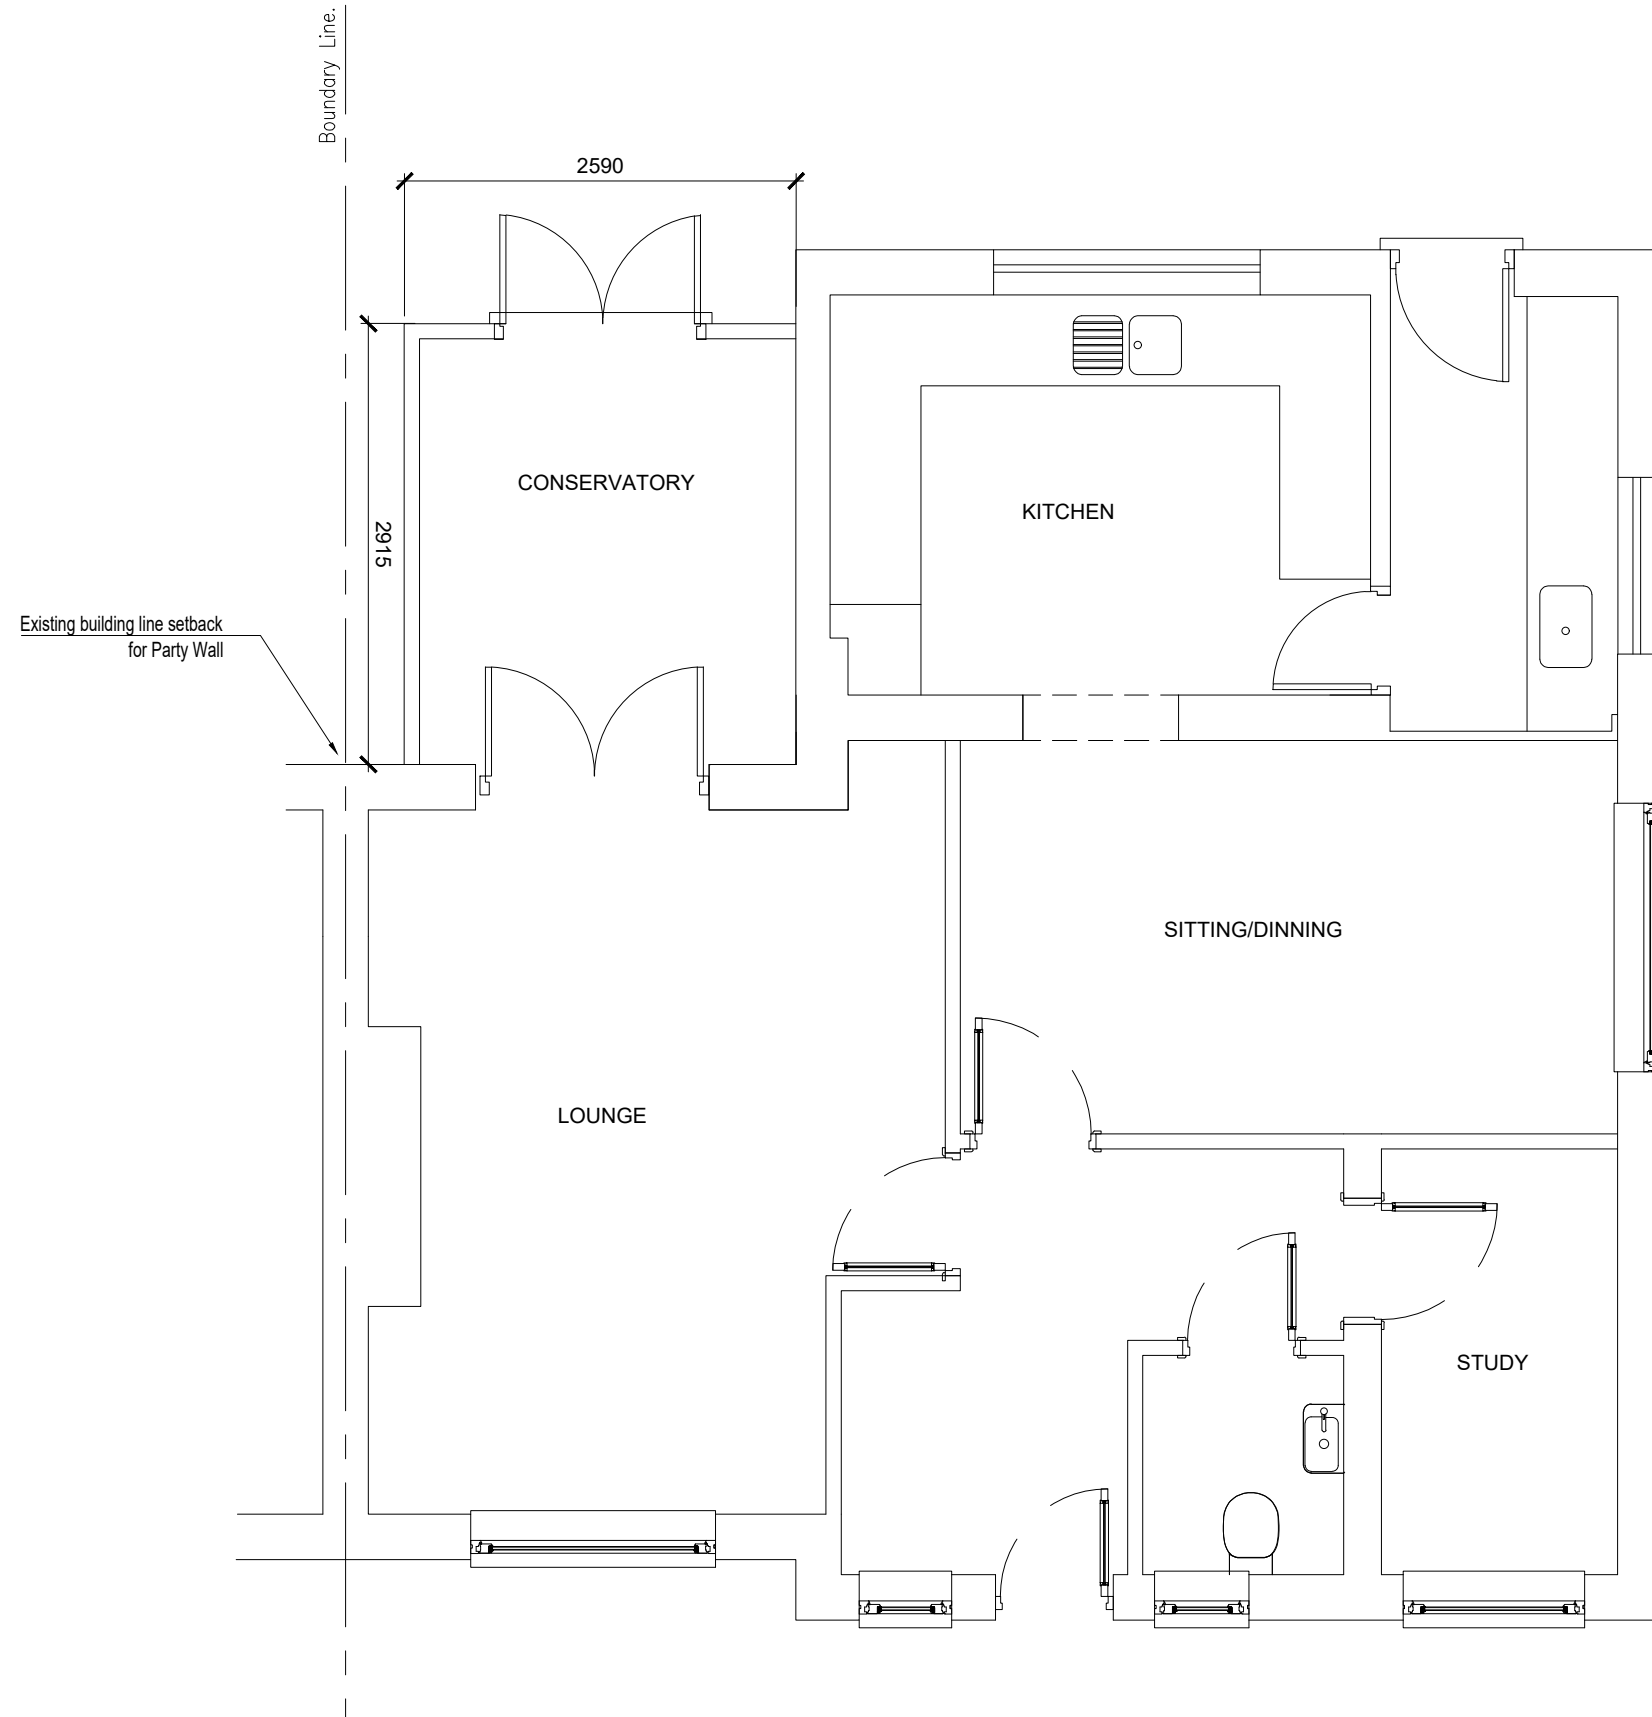 Boundary Line.
2590
CONSERVATORY
KITCHEN
2915
Existing building line setback
for Party Wall
SITTING/DINNING
LOUNGE
STUDY